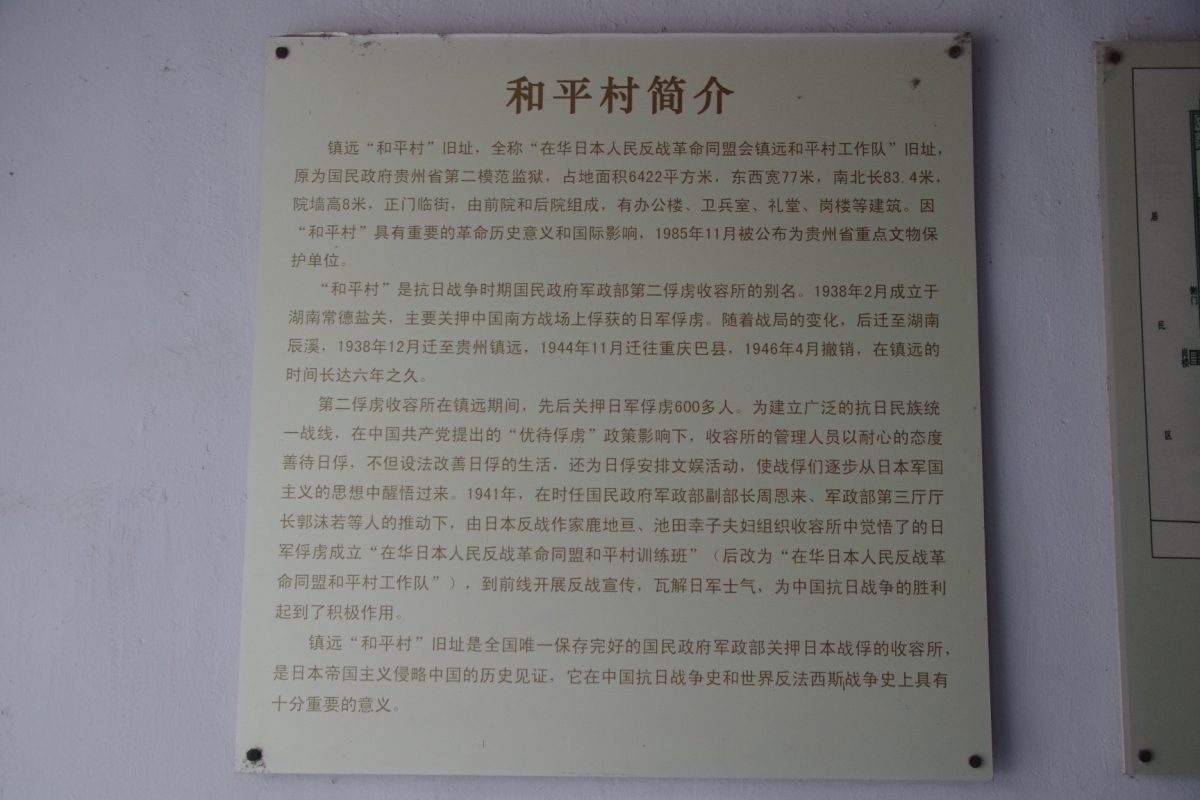 和平村简介
镇远“和平村”旧址，全称“在华日本人民反战革命同盟会镇远和平村工作队”旧址，
原为国民政府贵州省第二模范监狱，占地面积6422平方米，东西宽77米，南北长83.4米，
院墙高8米，正门临街，由前院和后院组成，有办公楼、卫兵室、礼堂、岗楼等建筑。因
“和平村”具有重要的革命历史意义和国际影响，1985年11月被公布为贵州省重点文物保
护单位。
“和平村”是抗日战争时期国民政府军政部第二俘虏收容所的别名。1938年2月成立于
湖南常德盐关，主要关押中国南方战场上俘获的日军俘虏。随着战局的变化，后迁至湖南
辰溪，1938年12月迁至贵州镇远，1944年11月迁往重庆巴县，1946年4月撤销，在镇远的
时间长达六年之久。
第二俘虏收容所在镇远期间，先后关押日军俘虏600多人。为建立广泛的抗日民族统
一战线，在中国共产党提出的“优待俘虏”政策影响下，收容所的管理人员以耐心的态度
善待日俘，不但设法改善日俘的生活，还为日俘安排文娱活动，使战俘们逐步从日本军国
主义的思想中醒悟过来。1941年，在时任国民政府军政部副部长周恩来、军政部第三厅厅
长郭沫若等人的推动下，由日本反战作家鹿地亘、池田幸子夫妇组织收容所中觉悟了的日
军俘虏成立“在华日本人民反战革命同盟和平村训练班”（后改为“在华日本人民反战革
命同盟和平村工作队”），到前线开展反战宣传，瓦解日军士气，为中国抗日战争的胜利
起到了积极作用。
镇远“和平村”旧址是全国唯一保存完好的国民政府军政部关押日本战俘的收容所，
是日本帝国主义侵略中国的历史见证，它在中国抗日战争史和世界反法西斯战争史上具有
十分重要的意义。
居
民
区